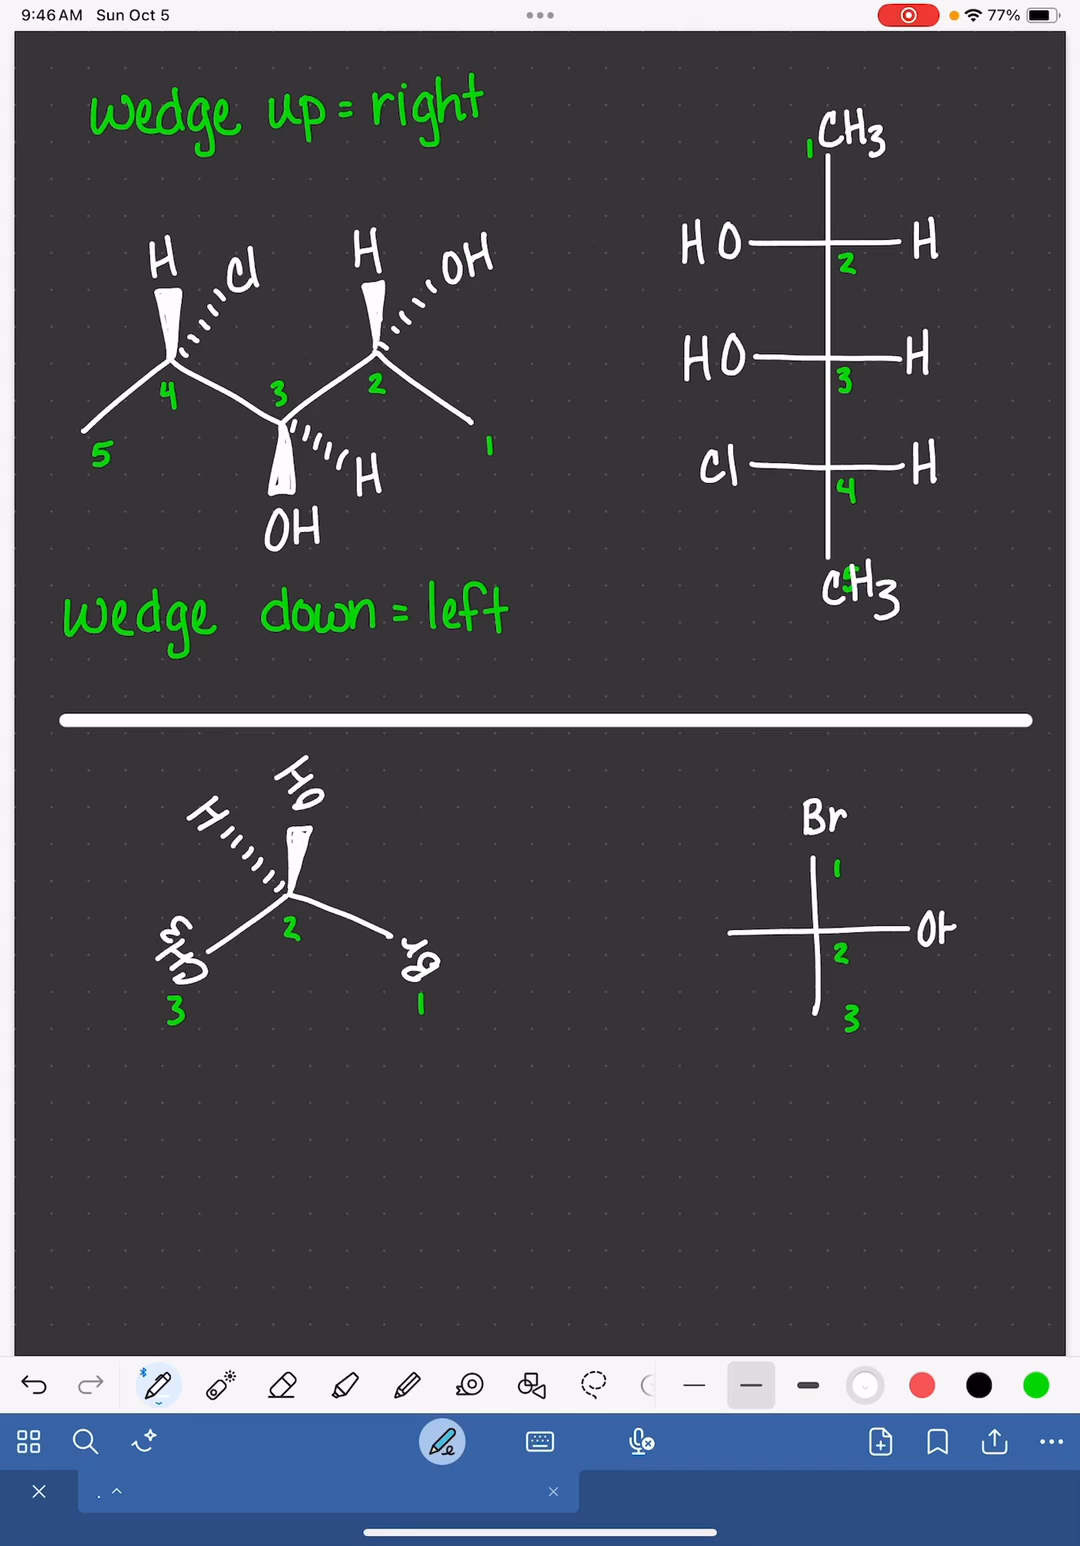 9:46 AM Sun Oct 5
77%
wedge up = right
H Cl H OH
4 3 2
5 1
H
OH
wedge down = left
1 CH3
HO H
2
HO H
3
Cl H
4
5
CH3
HO
H
2
CH3 Br
3 1
Br
1
OH
2
3
.